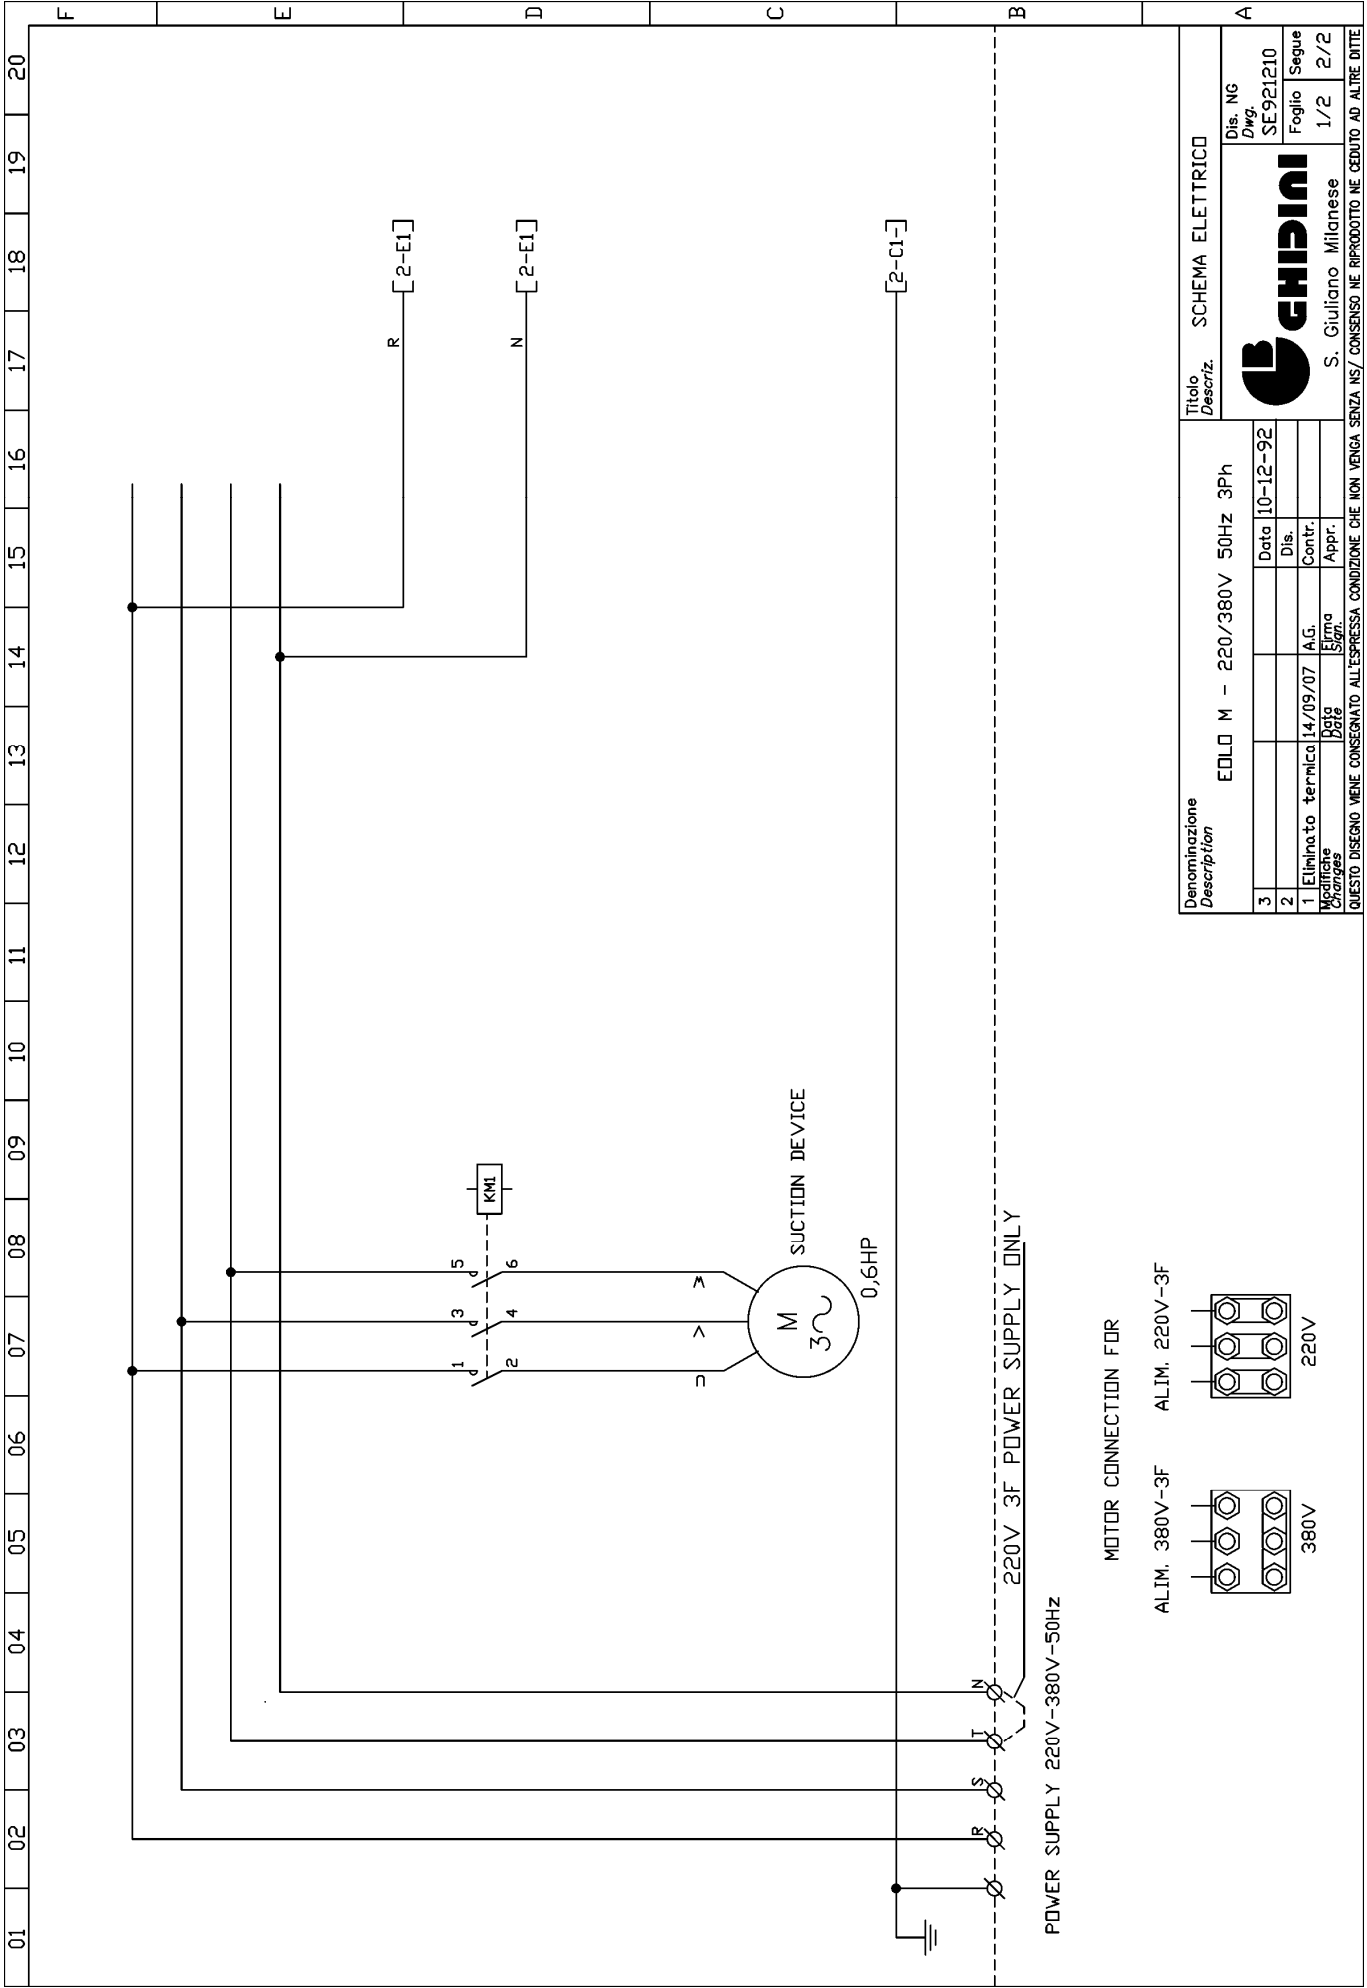 01 02 03 04 05 06 07 08 09 10 11 12 13 14 15 16 17 18 19 20
F
E
D
C
B
A
R
[2-E1]
N
[2-E1]
[2-C1-]
1 3 5
KM1
2 4 6
U V W
M
3
SUCTION DEVICE
0,6HP
R S T N
220V 3F POWER SUPPLY ONLY
POWER SUPPLY 220V-380V-50Hz
MOTOR CONNECTION FOR
ALIM. 380V-3F ALIM. 220V-3F
380V 220V
Denominazione
Description
EOLO M - 220/380V 50Hz 3Ph
Titolo
Descriz.
SCHEMA ELETTRICO
3 Data 10-12-92
2 Dis.
1 Eliminato termica 14/09/07 A.G. Contr.
Modifiche
Changes
Data
Date
Firma
Sign.
Appr.
B GHIDINI
S. Giuliano Milanese
Dis. NG
Dwg.
SE921210
Foglio Segue
1/2 2/2
QUESTO DISEGNO VIENE CONSEGNATO ALL'ESPRESSA CONDIZIONE CHE NON VENGA SENZA NS/ CONSENSO NE RIPRODOTTO NE CEDUTO AD ALTRE DITTE